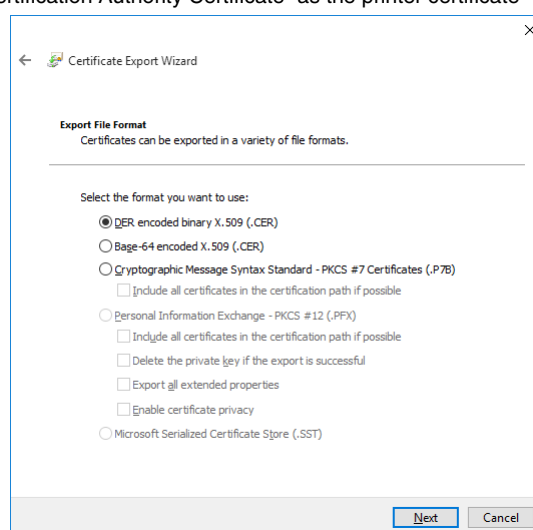 Certification Authority Certificate" as the printer certificate
Certificate Export Wizard
Export File Format
Certificates can be exported in a variety of file formats.
Select the format you want to use:
DER encoded binary X.509 (.CER)
Base-64 encoded X.509 (.CER)
Cryptographic Message Syntax Standard - PKCS #7 Certificates (.P7B)
Include all certificates in the certification path if possible
Personal Information Exchange - PKCS #12 (.PFX)
Include all certificates in the certification path if possible
Delete the private key if the export is successful
Export all extended properties
Enable certificate privacy
Microsoft Serialized Certificate Store (.SST)
Next Cancel